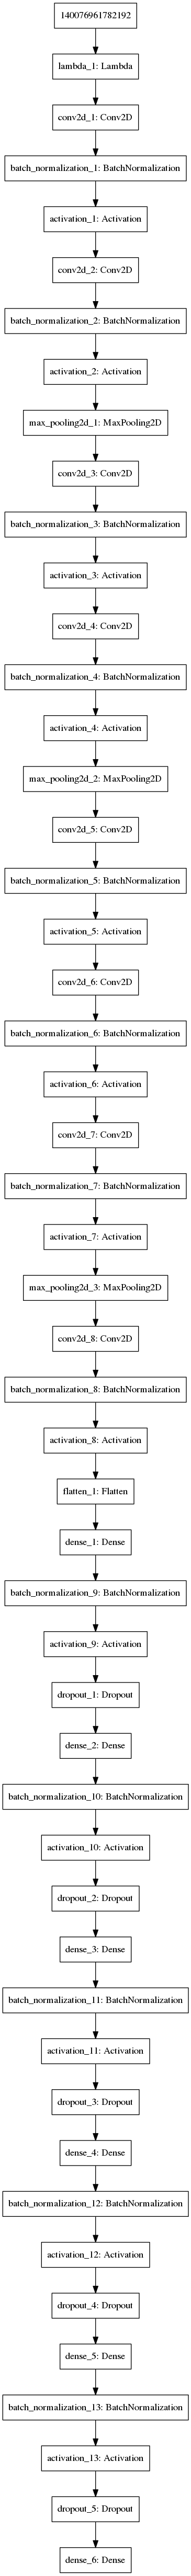 140076961782192
lambda_1: Lambda
conv2d_1: Conv2D
batch_normalization_1: BatchNormalization
activation_1: Activation
conv2d_2: Conv2D
batch_normalization_2: BatchNormalization
activation_2: Activation
max_pooling2d_1: MaxPooling2D
conv2d_3: Conv2D
batch_normalization_3: BatchNormalization
activation_3: Activation
conv2d_4: Conv2D
batch_normalization_4: BatchNormalization
activation_4: Activation
max_pooling2d_2: MaxPooling2D
conv2d_5: Conv2D
batch_normalization_5: BatchNormalization
activation_5: Activation
conv2d_6: Conv2D
batch_normalization_6: BatchNormalization
activation_6: Activation
conv2d_7: Conv2D
batch_normalization_7: BatchNormalization
activation_7: Activation
max_pooling2d_3: MaxPooling2D
conv2d_8: Conv2D
batch_normalization_8: BatchNormalization
activation_8: Activation
flatten_1: Flatten
dense_1: Dense
batch_normalization_9: BatchNormalization
activation_9: Activation
dropout_1: Dropout
dense_2: Dense
batch_normalization_10: BatchNormalization
activation_10: Activation
dropout_2: Dropout
dense_3: Dense
batch_normalization_11: BatchNormalization
activation_11: Activation
dropout_3: Dropout
dense_4: Dense
batch_normalization_12: BatchNormalization
activation_12: Activation
dropout_4: Dropout
dense_5: Dense
batch_normalization_13: BatchNormalization
activation_13: Activation
dropout_5: Dropout
dense_6: Dense